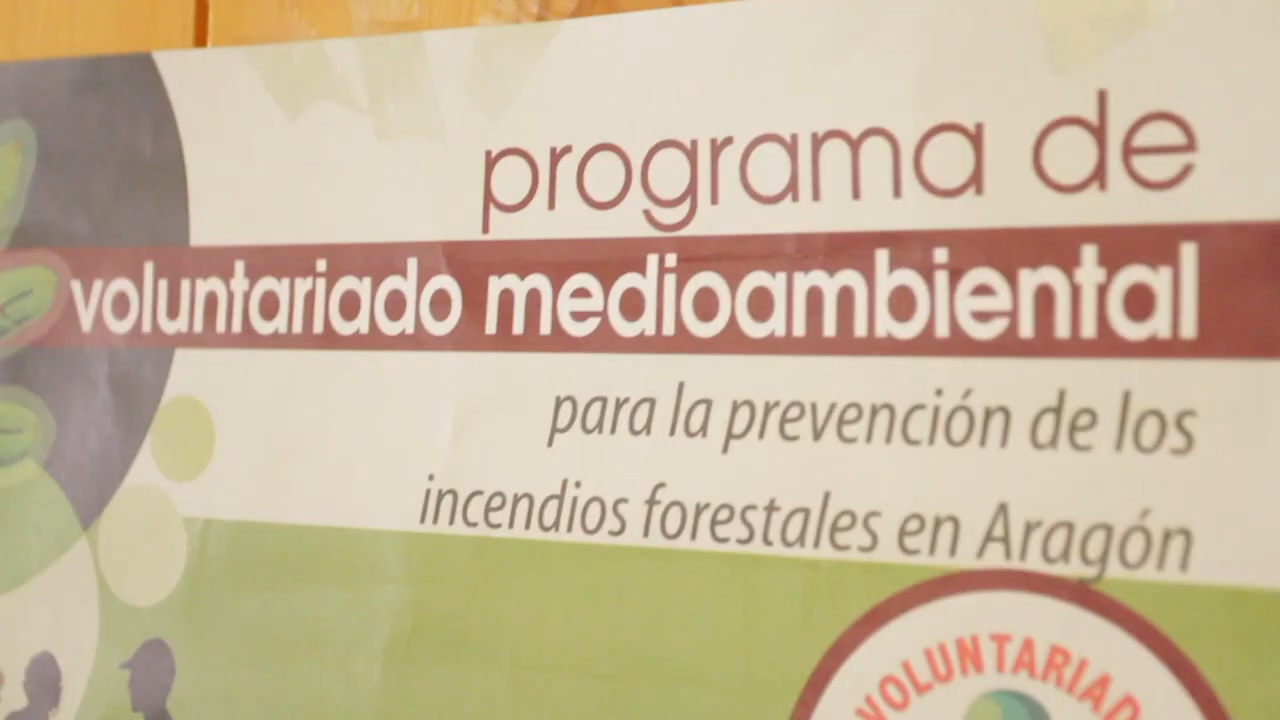 programa de
voluntariado medioambiental
para la prevención de los
incendios forestales en Aragón